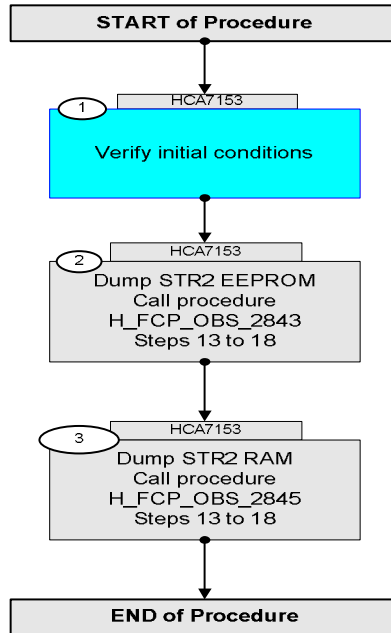 START of Procedure
HCA7153
1
Verify initial conditions
HCA7153
2
Dump STR2 EEPROM
Call procedure
H_FCP_OBS_2843
Steps 13 to 18
HCA7153
3
Dump STR2 RAM
Call procedure
H_FCP_OBS_2845
Steps 13 to 18
END of Procedure